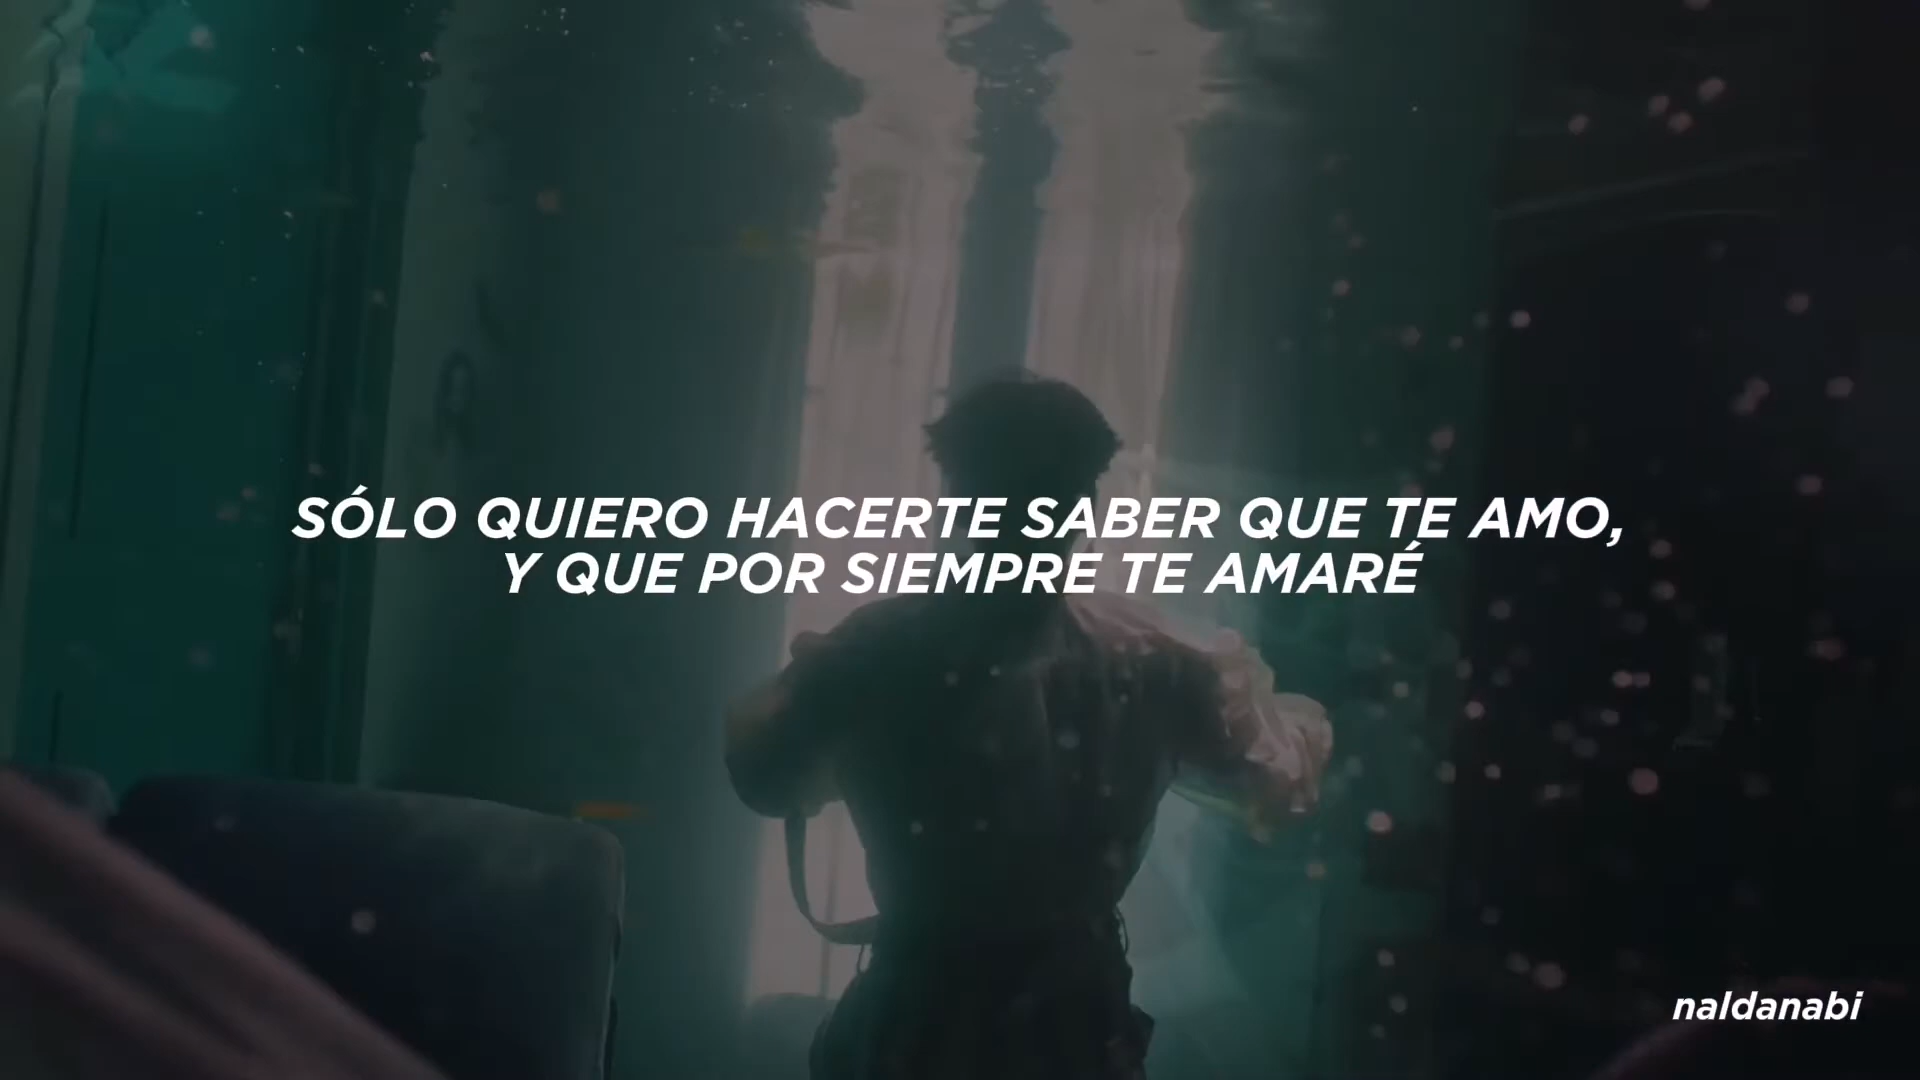 SÓLO QUIERO HACERTE SABER QUE TE AMO,
Y QUE POR SIEMPRE TE AMARÉ
naldanabi